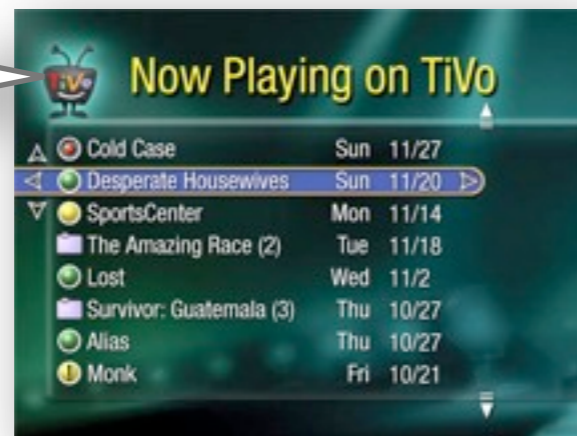 TiVo
Now Playing on TiVo
Cold Case Sun 11/27
Desperate Housewives Sun 11/20
SportsCenter Mon 11/14
The Amazing Race (2) Tue 11/18
Lost Wed 11/2
Survivor: Guatemala (3) Thu 10/27
Alias Thu 10/27
! Monk Fri 10/21